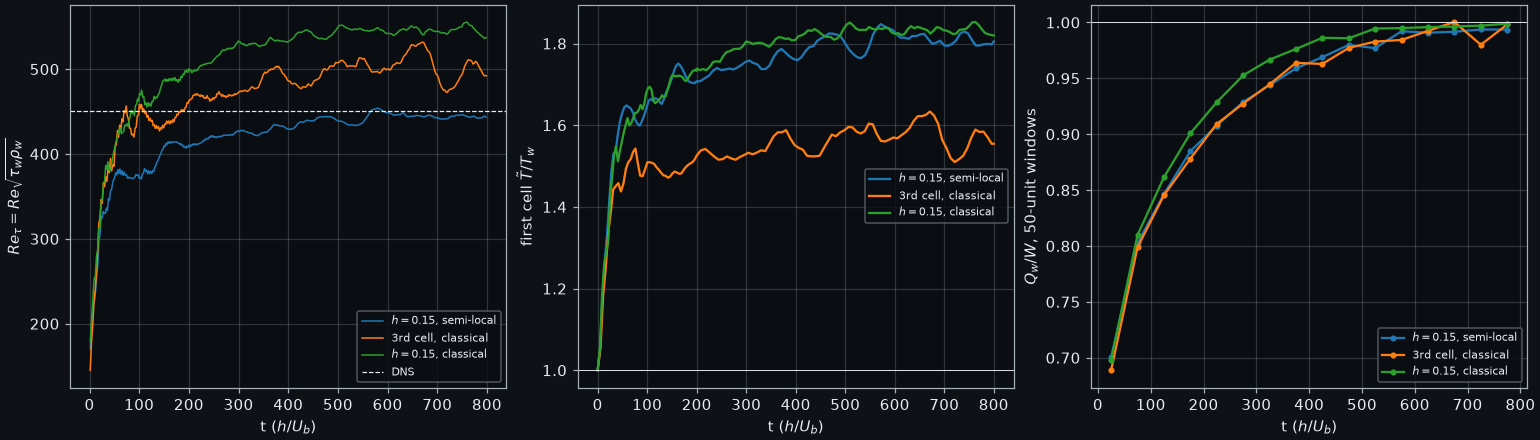 Re_τ = Re√τ_wρ_w
500
400
300
200
0 100 200 300 400 500 600 700 800
t (h/U_b)
h = 0.15, semi-local
3rd cell, classical
h = 0.15, classical
DNS
first cell T̃/T_w
1.8
1.6
1.4
1.2
1.0
0 100 200 300 400 500 600 700 800
t (h/U_b)
h = 0.15, semi-local
3rd cell, classical
h = 0.15, classical
Q_w/W, 50-unit windows
1.00
0.95
0.90
0.85
0.80
0.75
0.70
0 100 200 300 400 500 600 700 800
t (h/U_b)
h = 0.15, semi-local
3rd cell, classical
h = 0.15, classical